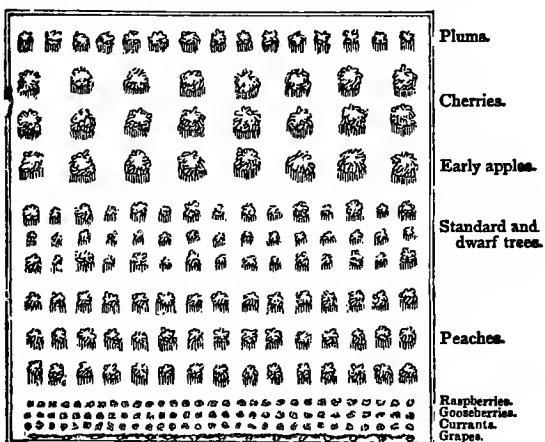 Plums.
Cherries.
Early apples.
Standard and
dwarf trees.
Peaches.
Raspberries.
Gooseberries.
Currants.
Grapes.